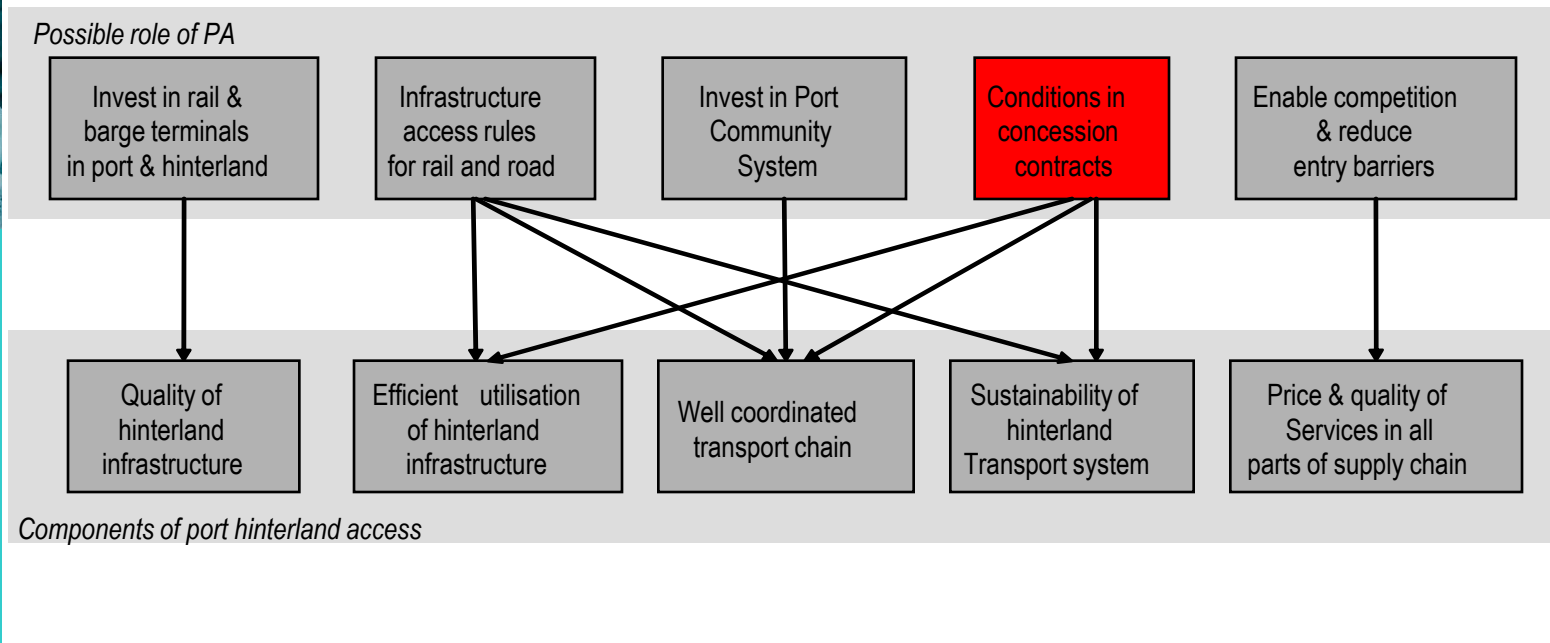 Possible role of PA
Invest in rail &
barge terminals
in port & hinterland
Infrastructure
access rules
for rail and road
Invest in Port
Community
System
Conditions in
concession
contracts
Enable competition
& reduce
entry barriers
Quality of
hinterland
infrastructure
Efficient utilisation
of hinterland
infrastructure
Well coordinated
transport chain
Sustainability of
hinterland
Transport system
Price & quality of
Services in all
parts of supply chain
Components of port hinterland access